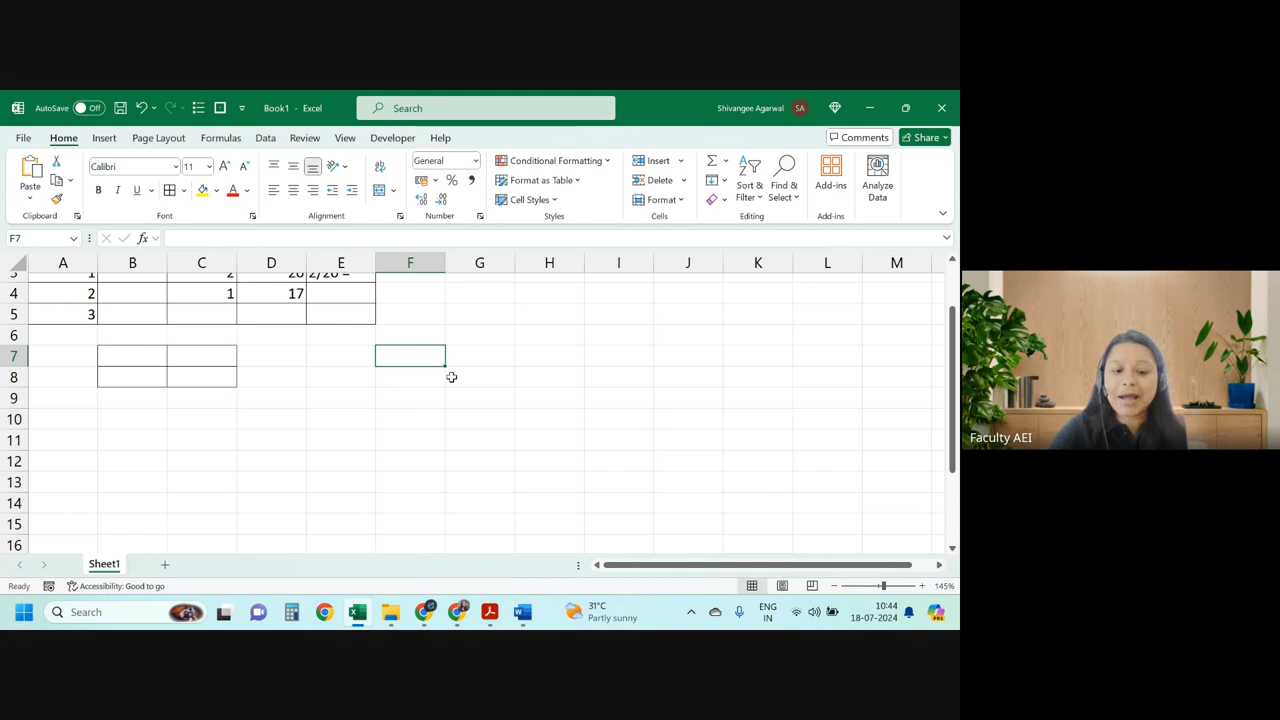 AutoSave Off Book1 - Excel Search Shivangee Agarwal SA
File Home Insert Page Layout Formulas Data Review View Developer Help Comments Share
Paste Calibri 11 A A General Conditional Formatting Insert Σ Sort & Filter Find & Select Add-ins Analyze Data
B I U A % , Format as Table Delete
Cell Styles Format
Clipboard Font Alignment Number Styles Cells Editing Add-ins
F7 fx
A B C D E F G H I J K L M
3 1 2 20 2/20 =
4 2 1 17
5 3
6
7
8
9
10
11
12
13
14
15
16
Sheet1
Ready Accessibility: Good to go 145%
Search 31°C Partly sunny ENG IN 10:44 18-07-2024
Faculty AEI